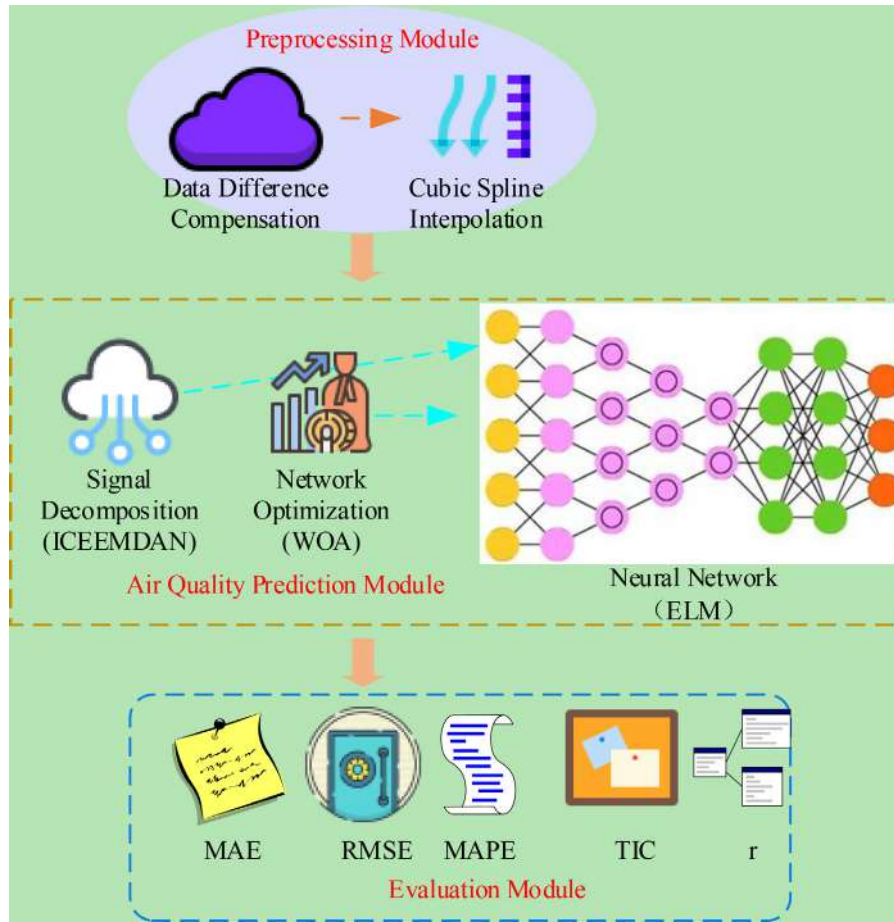 Preprocessing Module
Data Difference
Compensation
Cubic Spline
Interpolation
Signal
Decomposition
(ICEEMDAN)
Network
Optimization
(WOA)
Neural Network
（ELM）
Air Quality Prediction Module
MAE
RMSE
MAPE
TIC
r
Evaluation Module